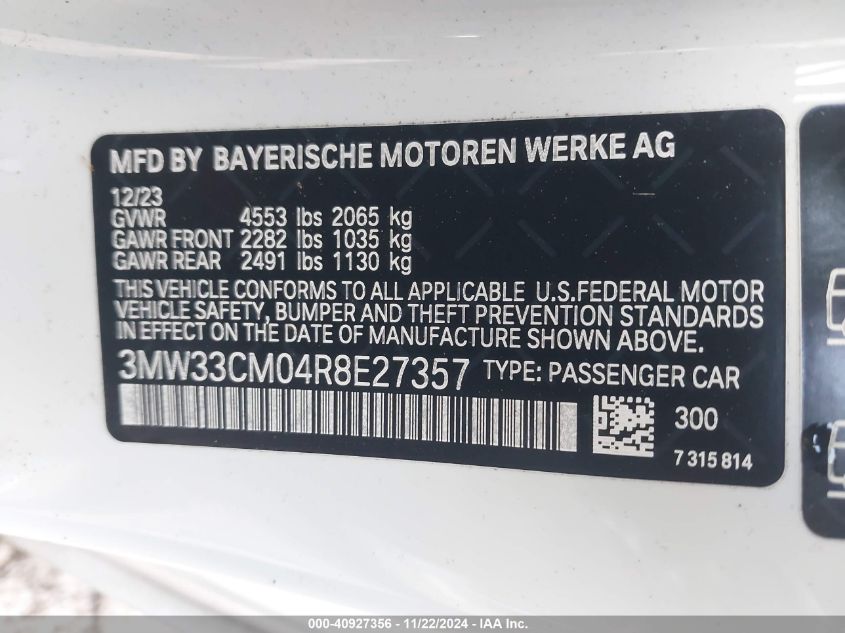 MFD BY BAYERISCHE MOTOREN WERKE AG
12/23
GVWR 4553 lbs 2065 kg
GAWR FRONT 2282 lbs 1035 kg
GAWR REAR 2491 lbs 1130 kg
THIS VEHICLE CONFORMS TO ALL APPLICABLE U.S.FEDERAL MOTOR
VEHICLE SAFETY, BUMPER AND THEFT PREVENTION STANDARDS
IN EFFECT ON THE DATE OF MANUFACTURE SHOWN ABOVE.
3MW33CM04R8E27357 TYPE: PASSENGER CAR
300
7 315 814
000-40927356 - 11/22/2024 - IAA Inc.